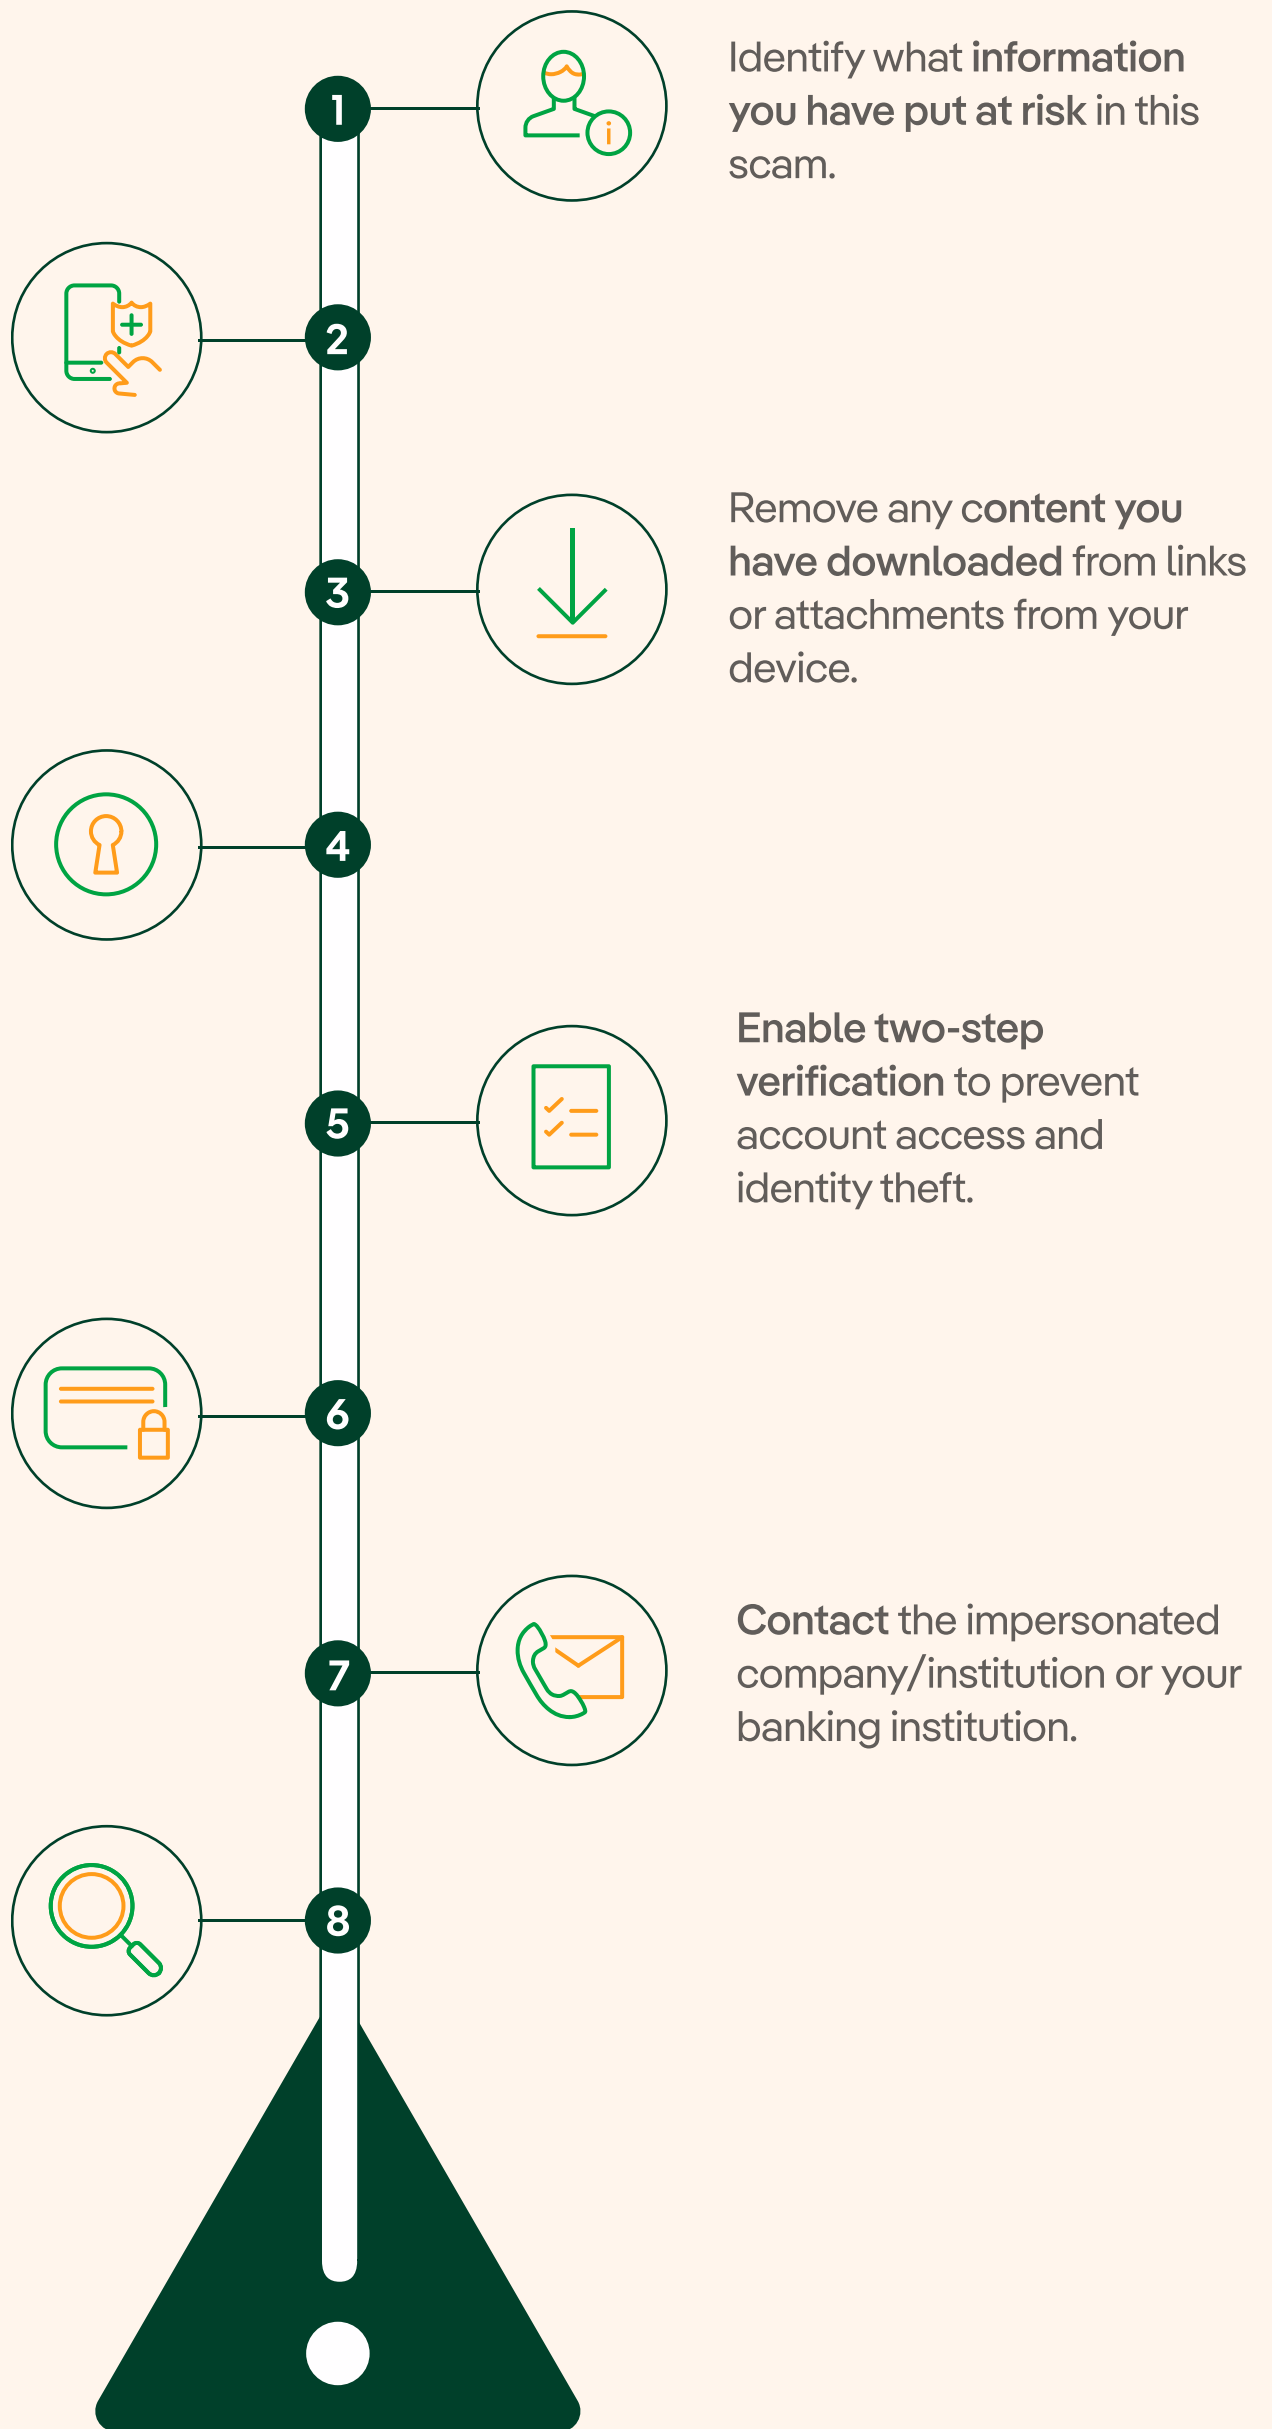 1
Identify what information
you have put at risk in this
scam.
i
2
3
Remove any content you
have downloaded from links
or attachments from your
device.
4
5
Enable two-step
verification to prevent
account access and
identity theft.
6
7
Contact the impersonated
company/institution or your
banking institution.
8